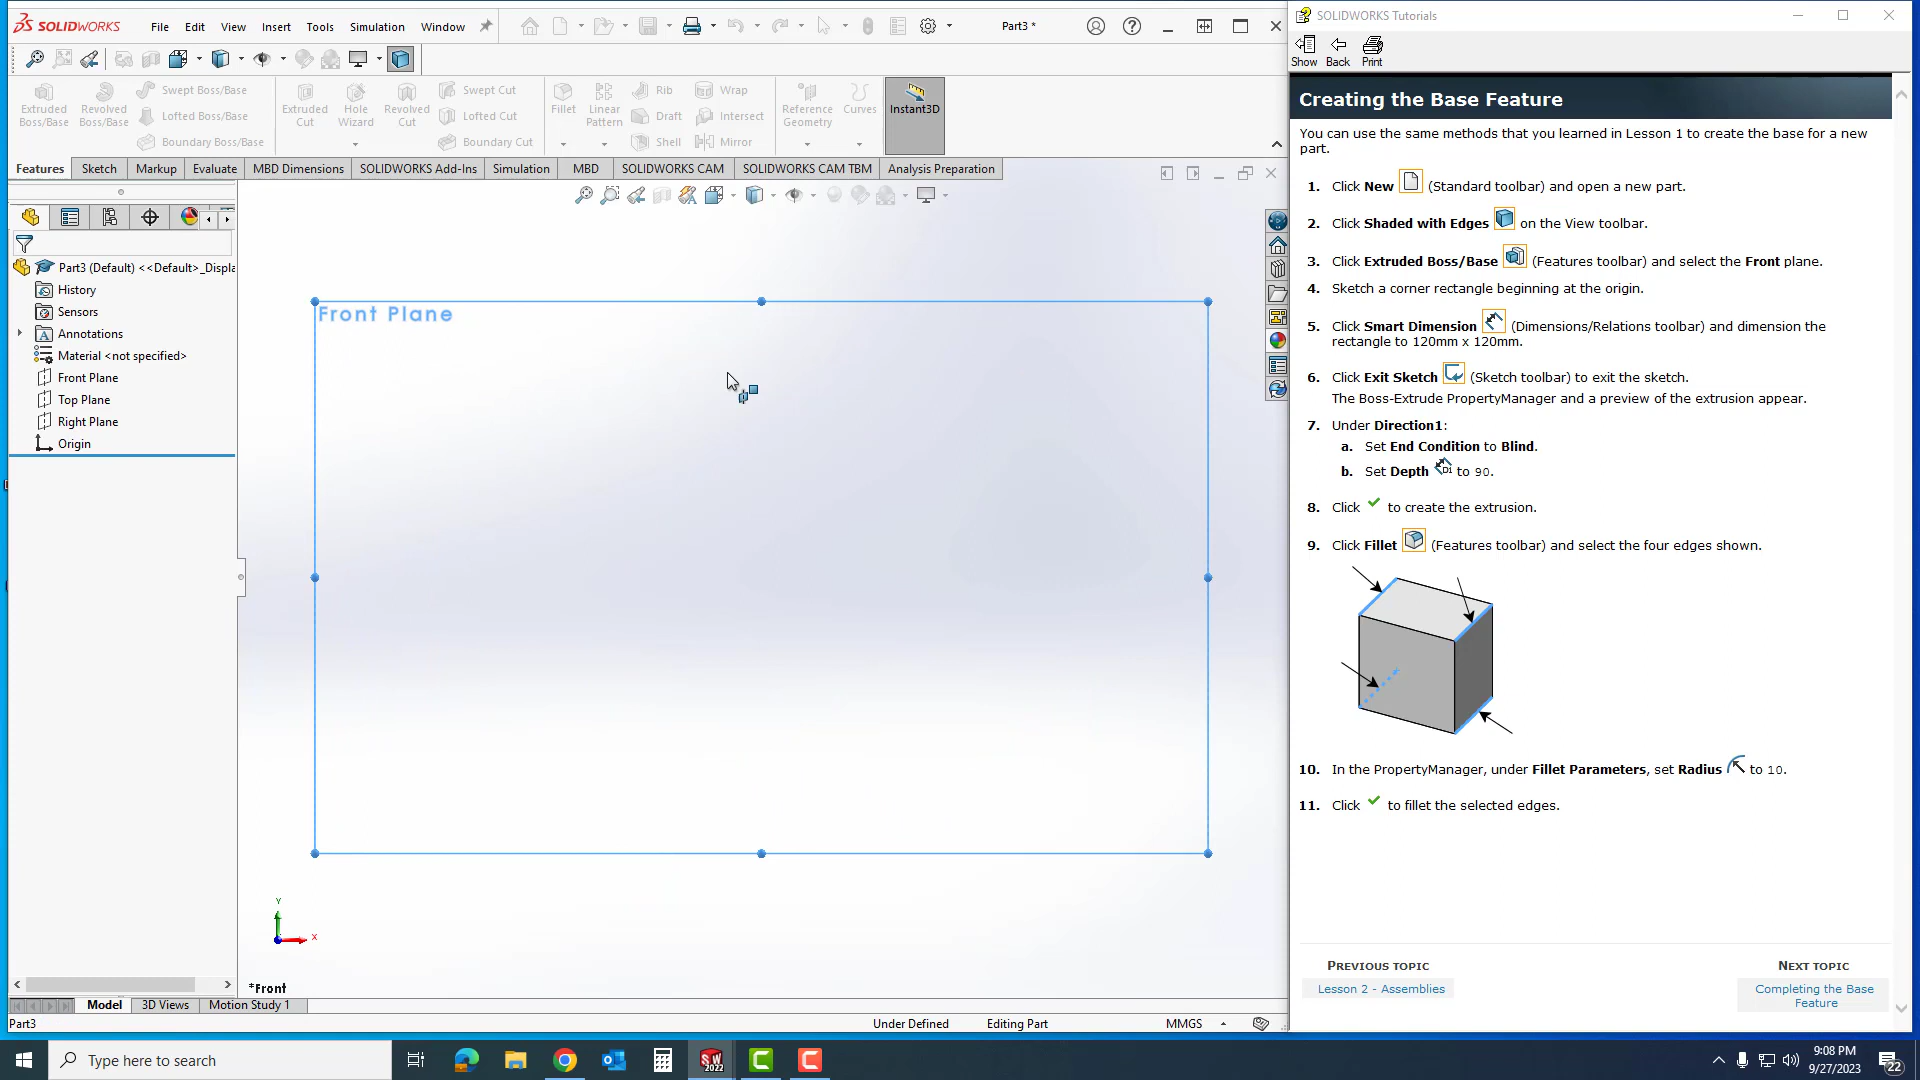 SOLIDWORKS File Edit View Insert Tools Simulation Window Part3 *
Extruded Boss/Base
Revolved Boss/Base
Swept Boss/Base
Lofted Boss/Base
Boundary Boss/Base
Extruded Cut
Hole Wizard
Revolved Cut
Swept Cut
Lofted Cut
Boundary Cut
Fillet
Linear Pattern
Rib
Draft
Shell
Wrap
Intersect
Mirror
Reference Geometry
Curves
Instant3D
Features Sketch Markup Evaluate MBD Dimensions SOLIDWORKS Add-Ins Simulation MBD SOLIDWORKS CAM SOLIDWORKS CAM TBM Analysis Preparation
Part3 (Default) <<Default>_Displa
History
Sensors
Annotations
Material <not specified>
Front Plane
Top Plane
Right Plane
Origin
Front Plane
Y
X
*Front
Model 3D Views Motion Study 1
Part3 Under Defined Editing Part MMGS
SOLIDWORKS Tutorials
Show Back Print
Creating the Base Feature
You can use the same methods that you learned in Lesson 1 to create the base for a new
part.
1. Click New (Standard toolbar) and open a new part.
2. Click Shaded with Edges on the View toolbar.
3. Click Extruded Boss/Base (Features toolbar) and select the Front plane.
4. Sketch a corner rectangle beginning at the origin.
5. Click Smart Dimension (Dimensions/Relations toolbar) and dimension the
rectangle to 120mm x 120mm.
6. Click Exit Sketch (Sketch toolbar) to exit the sketch.
The Boss-Extrude PropertyManager and a preview of the extrusion appear.
7. Under Direction1:
a. Set End Condition to Blind.
b. Set Depth to 90.
8. Click to create the extrusion.
9. Click Fillet (Features toolbar) and select the four edges shown.
10. In the PropertyManager, under Fillet Parameters, set Radius to 10.
11. Click to fillet the selected edges.
PREVIOUS TOPIC
Lesson 2 - Assemblies
NEXT TOPIC
Completing the Base
Feature
Type here to search
SW
2022
9:08 PM
9/27/2023
22